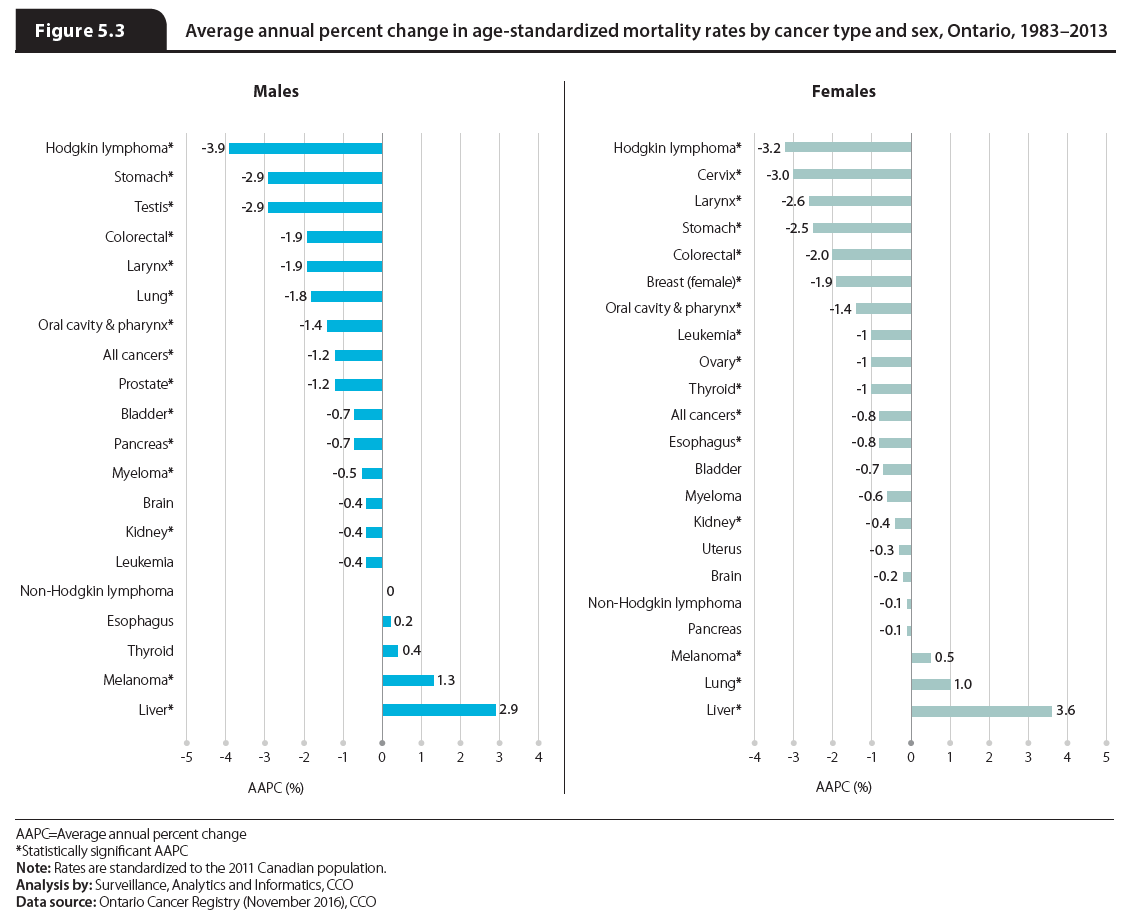 Figure 5.3
Average annual percent change in age-standardized mortality rates by cancer type and sex, Ontario, 1983–2013
Males
Hodgkin lymphoma* -3.9
Stomach* -2.9
Testis* -2.9
Colorectal* -1.9
Larynx* -1.9
Lung* -1.8
Oral cavity & pharynx* -1.4
All cancers* -1.2
Prostate* -1.2
Bladder* -0.7
Pancreas* -0.7
Myeloma* -0.5
Brain -0.4
Kidney* -0.4
Leukemia -0.4
Non-Hodgkin lymphoma 0
Esophagus 0.2
Thyroid 0.4
Melanoma* 1.3
Liver* 2.9
-5 -4 -3 -2 -1 0 1 2 3 4
AAPC (%)
Females
Hodgkin lymphoma* -3.2
Cervix* -3.0
Larynx* -2.6
Stomach* -2.5
Colorectal* -2.0
Breast (female)* -1.9
Oral cavity & pharynx* -1.4
Leukemia* -1
Ovary* -1
Thyroid* -1
All cancers* -0.8
Esophagus* -0.8
Bladder -0.7
Myeloma -0.6
Kidney* -0.4
Uterus -0.3
Brain -0.2
Non-Hodgkin lymphoma -0.1
Pancreas -0.1
Melanoma* 0.5
Lung* 1.0
Liver* 3.6
-4 -3 -2 -1 0 1 2 3 4 5
AAPC (%)
AAPC=Average annual percent change
*Statistically significant AAPC
Note: Rates are standardized to the 2011 Canadian population.
Analysis by: Surveillance, Analytics and Informatics, CCO
Data source: Ontario Cancer Registry (November 2016), CCO